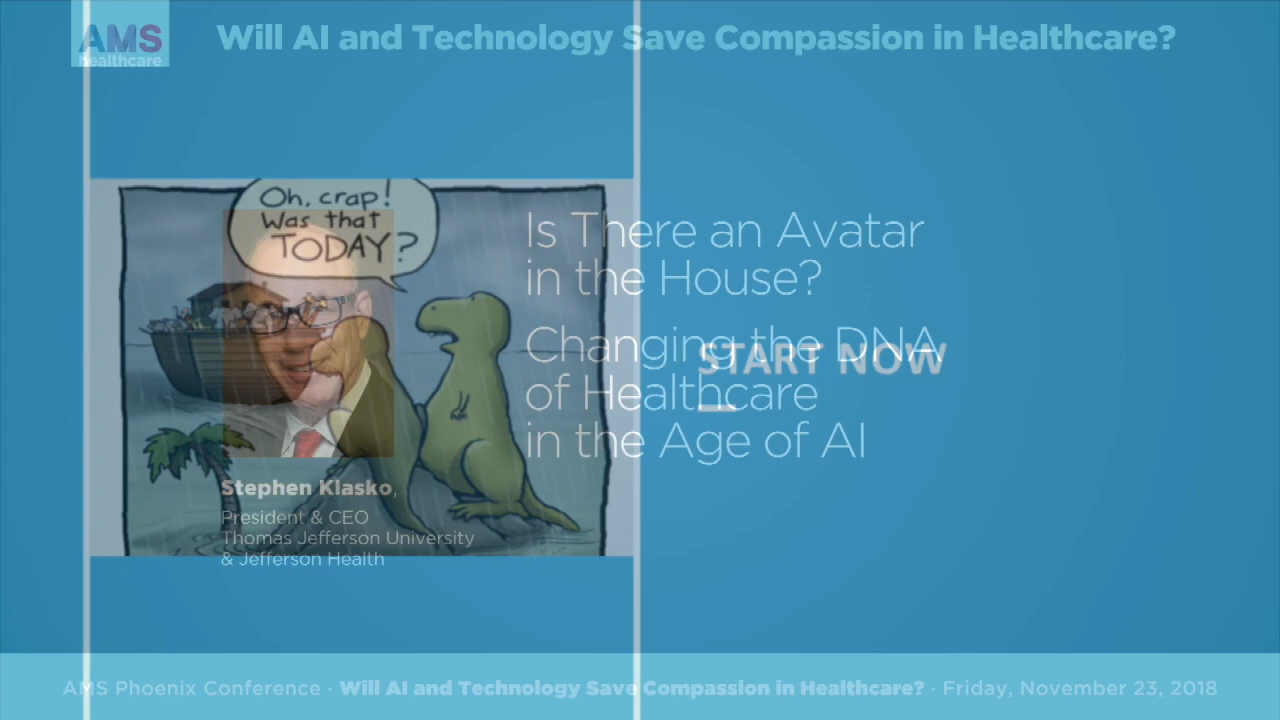 AMS
healthcare
Will AI and Technology Save Compassion in Healthcare?
Oh, crap!
Was that
TODAY?
Is There an Avatar
in the House?
Changing the DNA
of Healthcare
in the Age of AI
START NOW
Stephen Klasko,
President & CEO
Thomas Jefferson University
& Jefferson Health
AMS Phoenix Conference · Will AI and Technology Save Compassion in Healthcare? · Friday, November 23, 2018